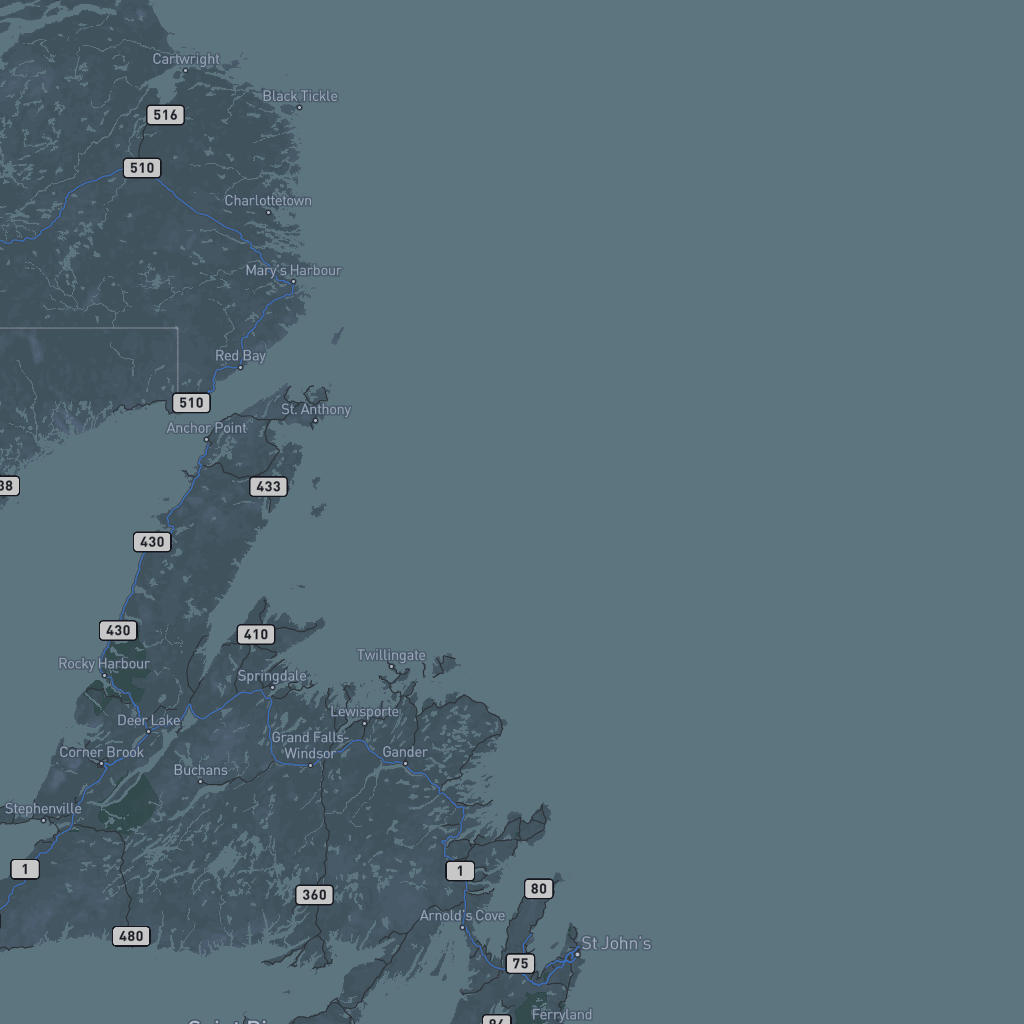 Cartwright
Black Tickle
516
510
Charlottetown
Mary's Harbour
Red Bay
510
St. Anthony
Anchor Point
38
433
430
430
410
Twillingate
Rocky Harbour
Springdale
Lewisporte
Deer Lake
Grand Falls-
Windsor
Corner Brook
Gander
Buchans
Stephenville
1
1
80
360
Arnold's Cove
480
St John's
75
Ferryland